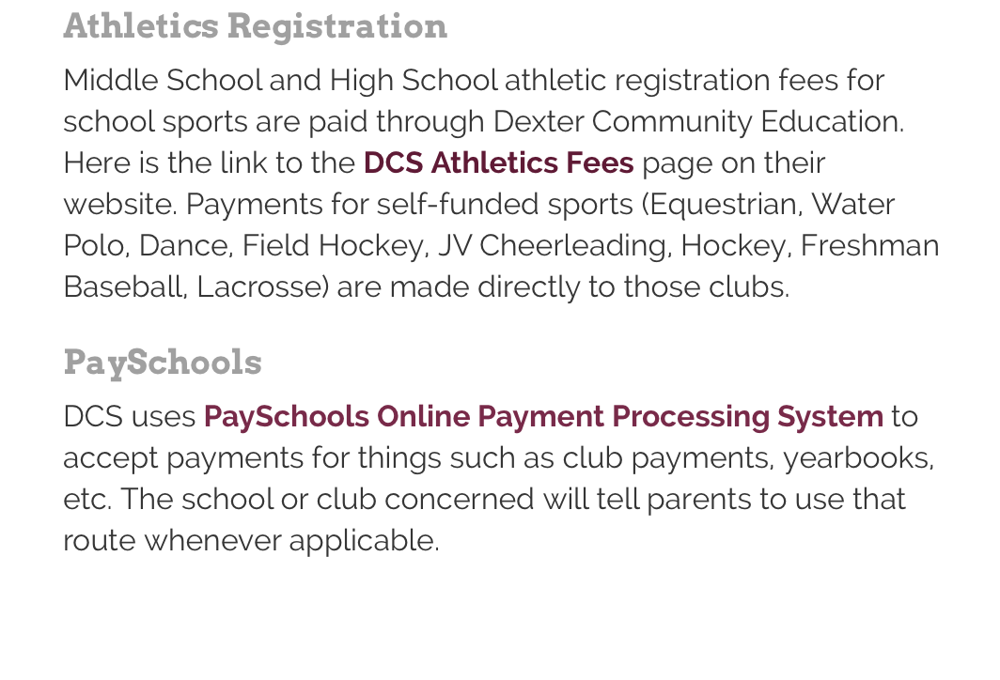 Athletics Registration
Middle School and High School athletic registration fees for
school sports are paid through Dexter Community Education.
Here is the link to the DCS Athletics Fees page on their
website. Payments for self-funded sports (Equestrian, Water
Polo, Dance, Field Hockey, JV Cheerleading, Hockey, Freshman
Baseball, Lacrosse) are made directly to those clubs.
PaySchools
DCS uses PaySchools Online Payment Processing System to
accept payments for things such as club payments, yearbooks,
etc. The school or club concerned will tell parents to use that
route whenever applicable.